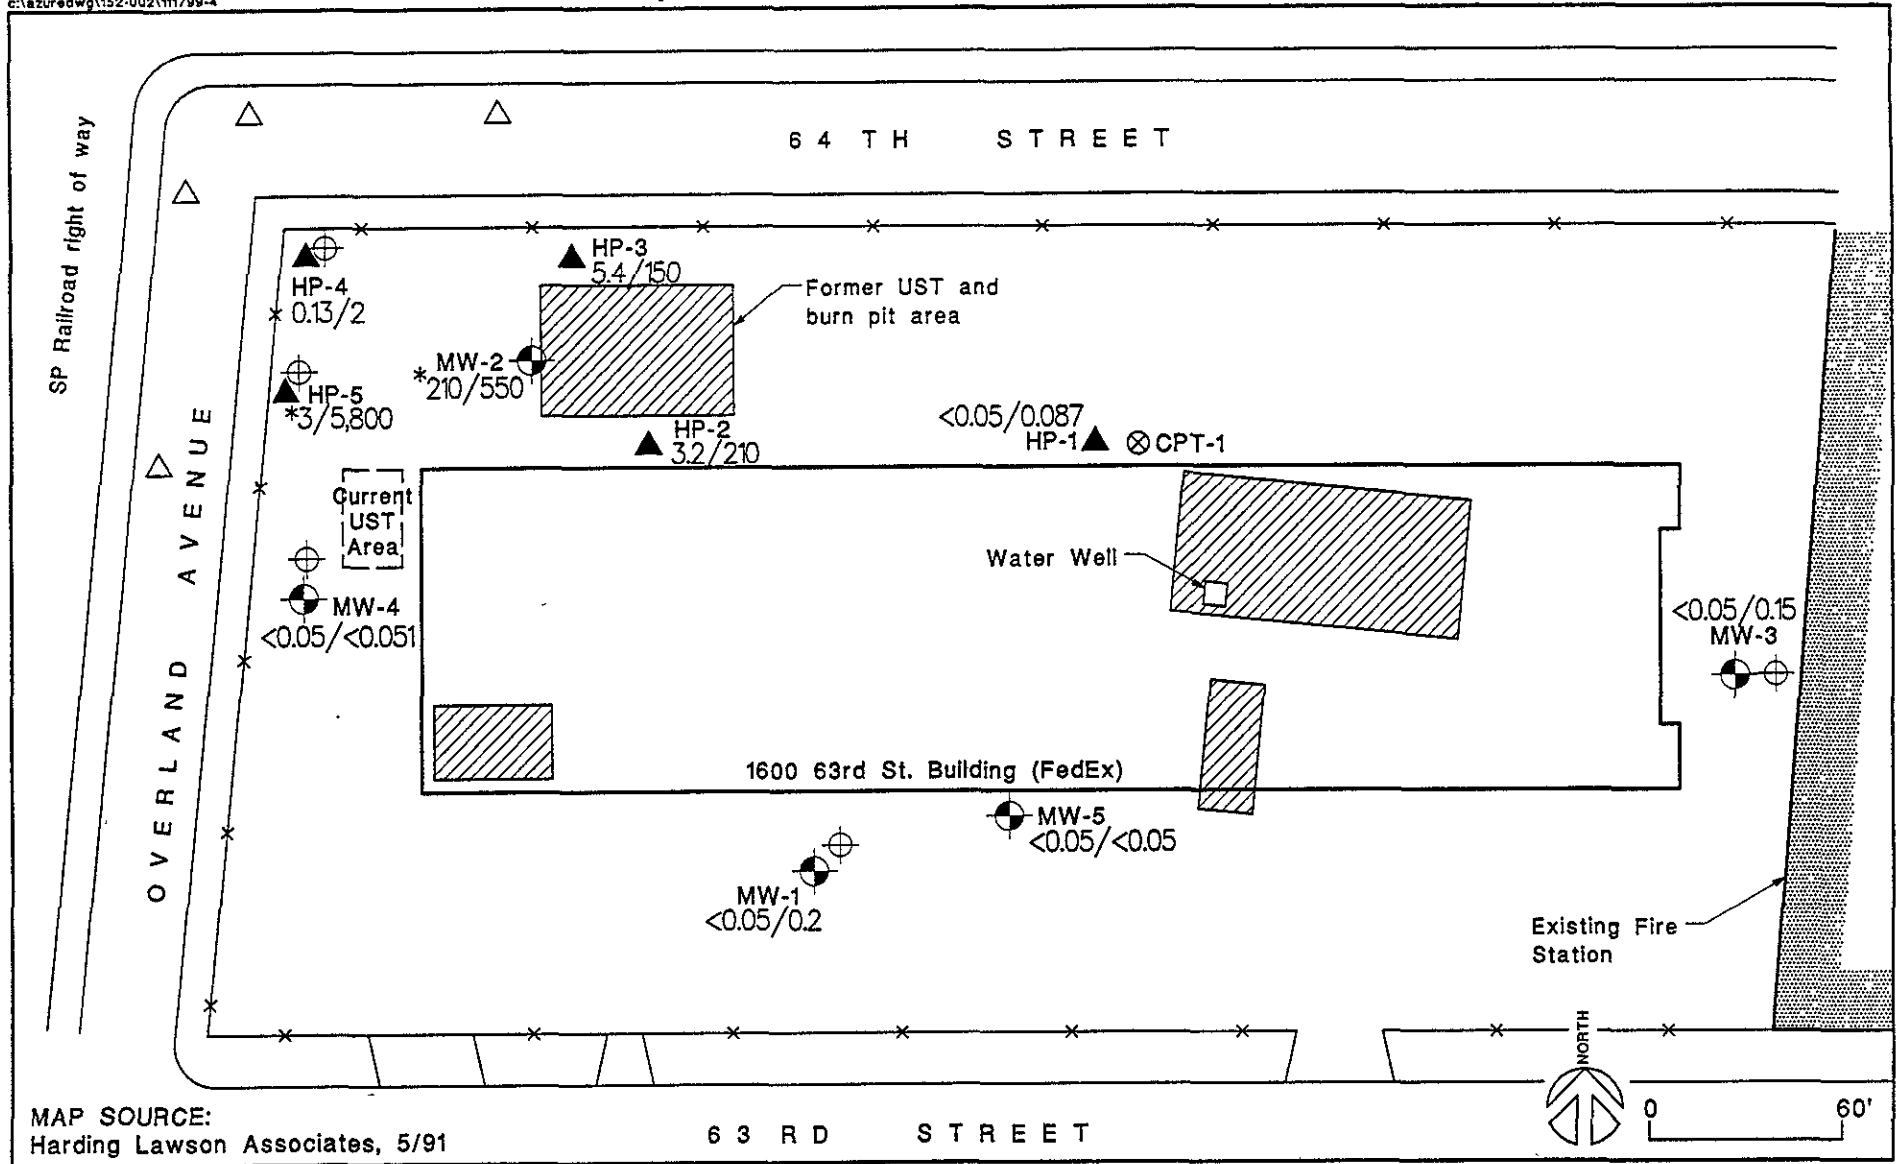 c:\azuredwg\152-002\111799-4
64 TH STREET
SP Railroad right of way
HP-3
5.4/150
HP-4
0.13/2
Former UST and
burn pit area
MW-2
*210/550
HP-5
*3/5,800
HP-2
3.2/210
<0.05/0.087
HP-1
CPT-1
OVERLAND AVENUE
Current
UST
Area
Water Well
MW-4
<0.05/<0.051
<0.05/0.15
MW-3
1600 63rd St. Building (FedEx)
MW-5
<0.05/<0.05
MW-1
<0.05/0.2
Existing Fire
Station
NORTH
0 60'
MAP SOURCE:
Harding Lawson Associates, 5/91
63 RD STREET